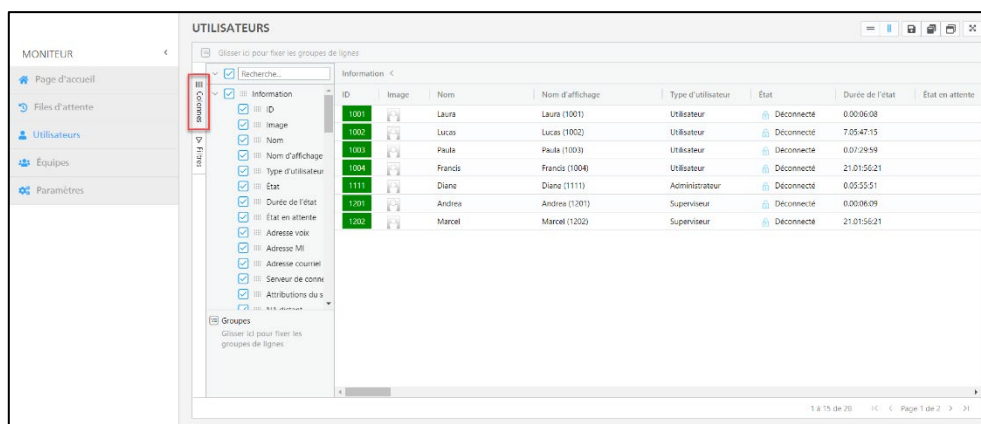 UTILISATEURS
MONITEUR
Page d'accueil
Files d'attente
Utilisateurs
Équipes
Paramètres
Glisser ici pour fixer les groupes de lignes
Colonnes
Filtres
Recherche...
Information
ID
Image
Nom
Nom d'affichage
Type d'utilisateur
État
Durée de l'état
État en attente
Adresse voix
Adresse MI
Adresse courriel
Serveur de conne
Attributions du s
Groupes
Glisser ici pour fixer les
groupes de lignes
Information
ID Image Nom Nom d'affichage Type d'utilisateur État Durée de l'état État en attente
1001 Laura Laura (1001) Utilisateur Déconnecté 0.00:06:08
1002 Lucas Lucas (1002) Utilisateur Déconnecté 7.05:47:15
1003 Paula Paula (1003) Utilisateur Déconnecté 0.07:29:59
1004 Francis Francis (1004) Utilisateur Déconnecté 21.01:56:21
1111 Diane Diane (1111) Administrateur Déconnecté 0.05:55:51
1201 Andrea Andrea (1201) Superviseur Déconnecté 0.00:06:09
1202 Marcel Marcel (1202) Superviseur Déconnecté 21.01:56:21
1 à 15 de 20 Page 1 de 2